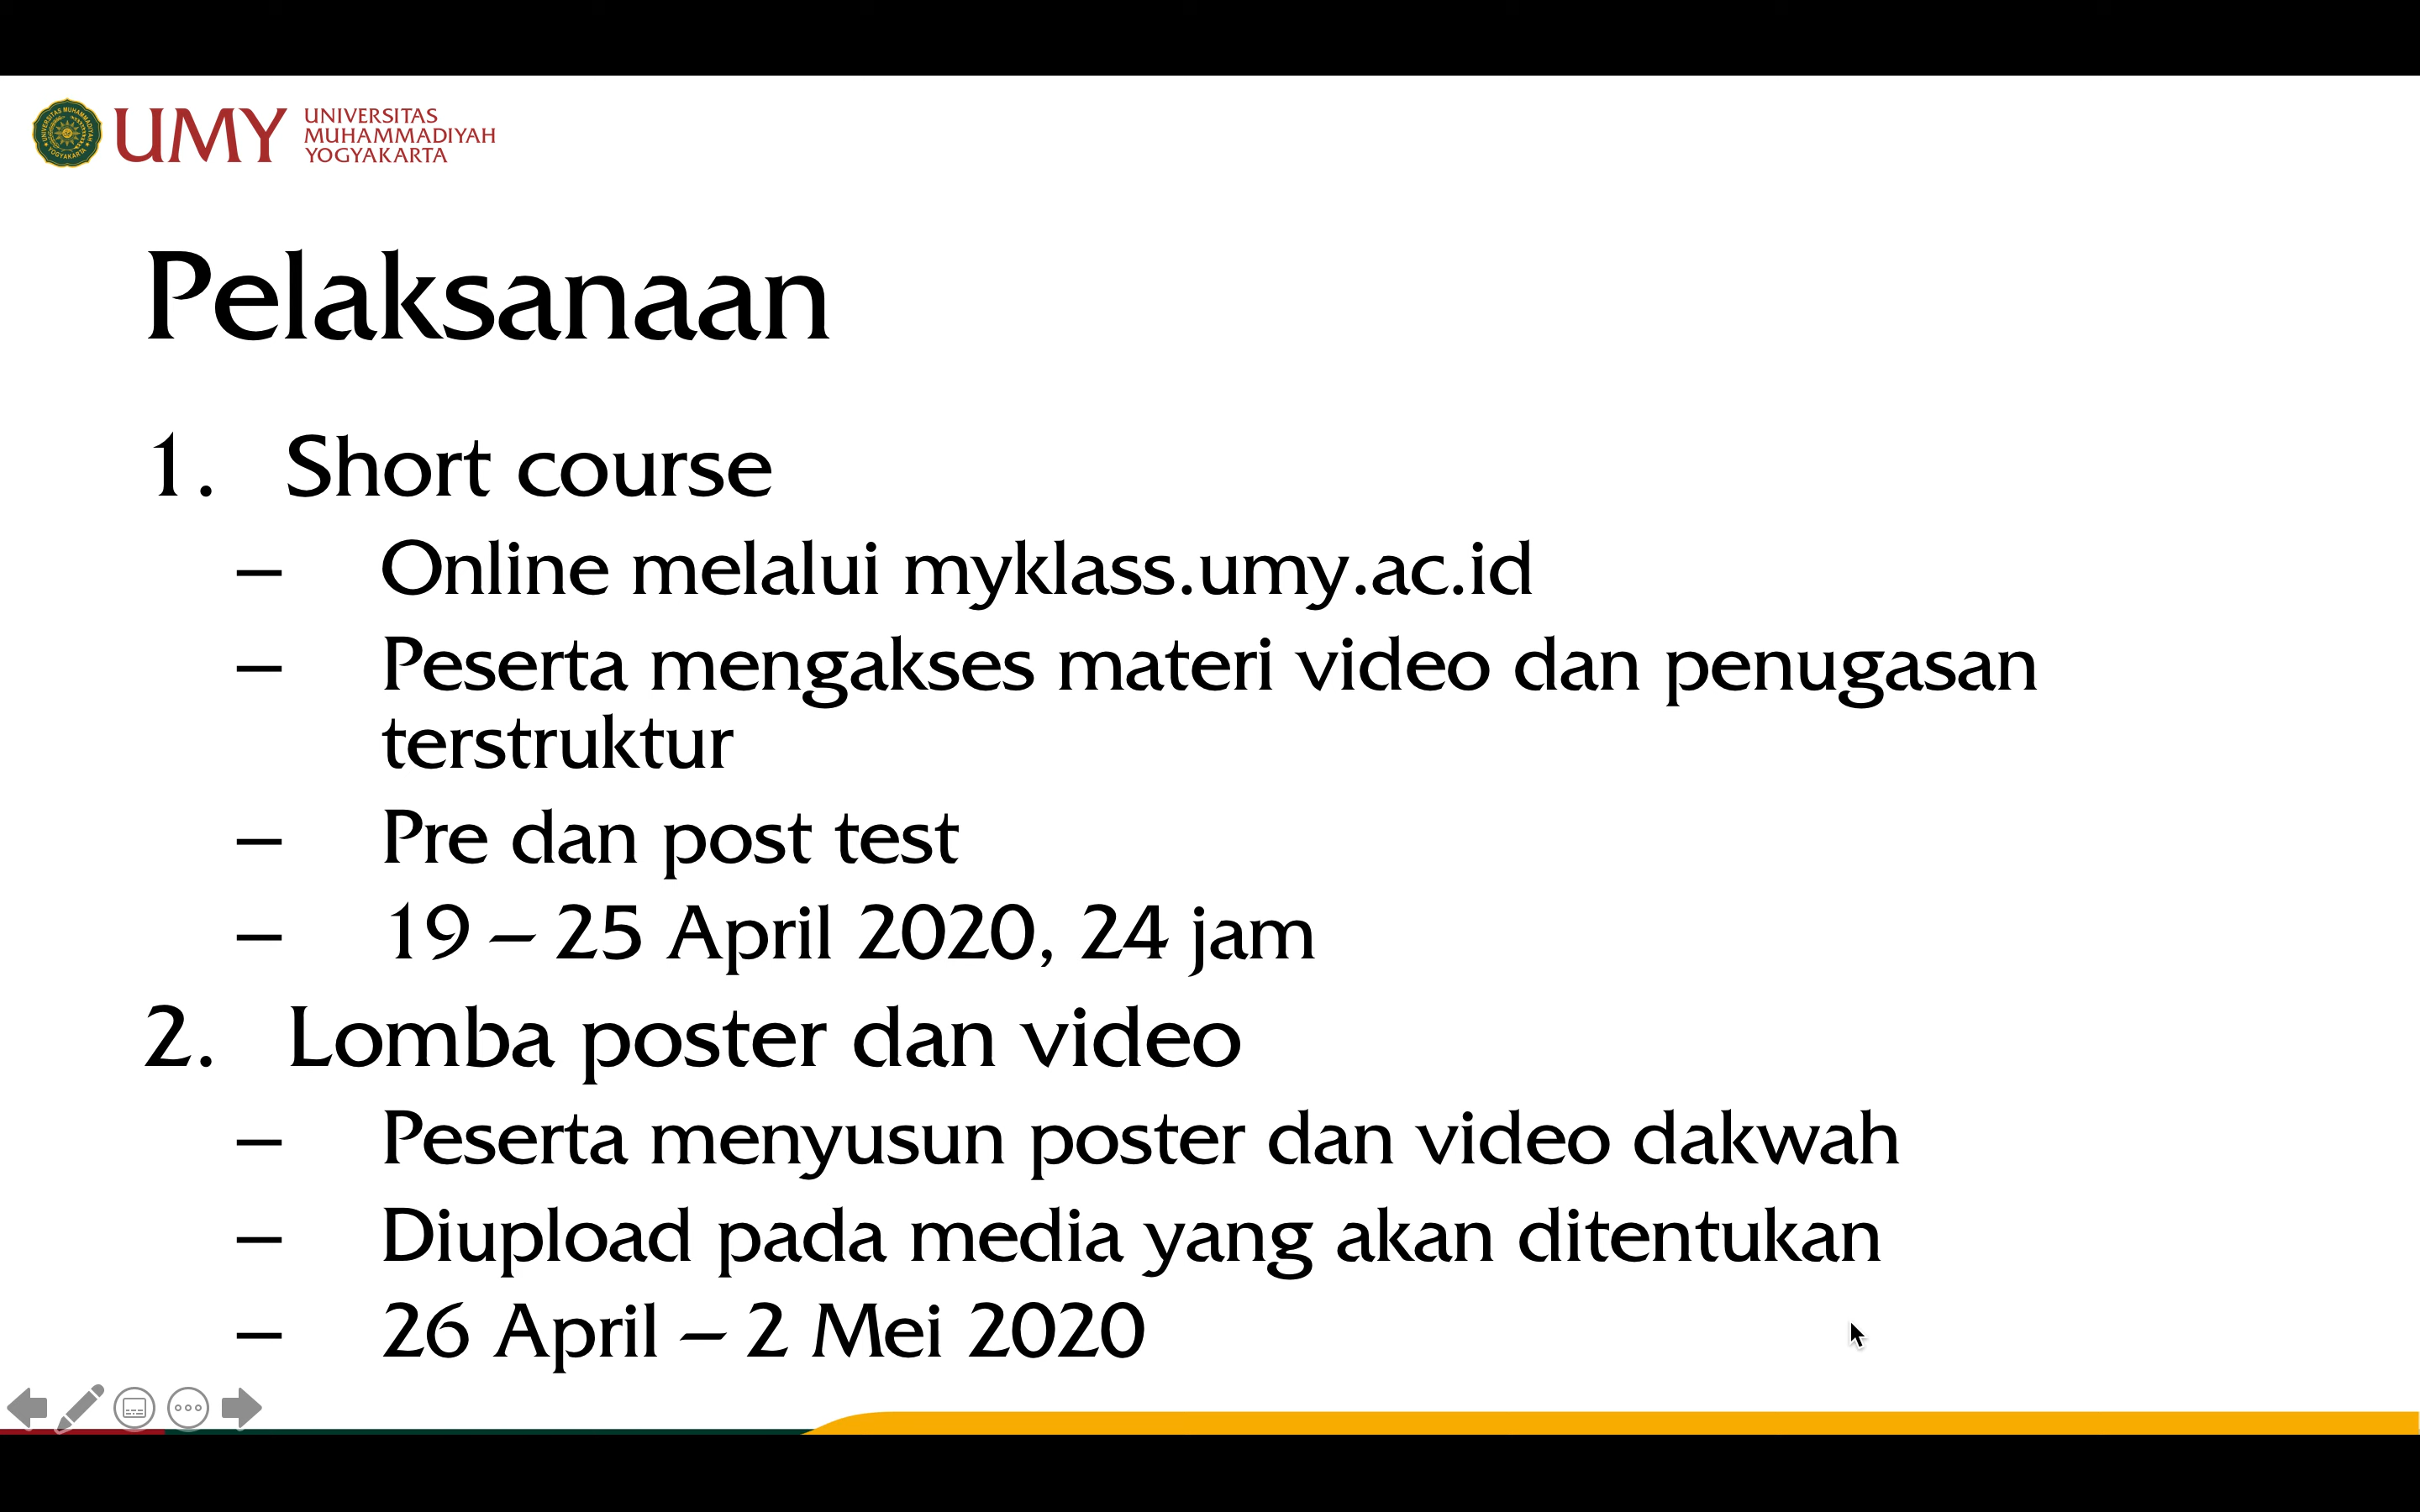 UMY
UNIVERSITAS
MUHAMMADIYAH
YOGYAKARTA
Pelaksanaan
1. Short course
– Online melalui myklass.umy.ac.id
– Peserta mengakses materi video dan penugasan
terstruktur
– Pre dan post test
– 19 – 25 April 2020, 24 jam
2. Lomba poster dan video
– Peserta menyusun poster dan video dakwah
– Diupload pada media yang akan ditentukan
– 26 April – 2 Mei 2020